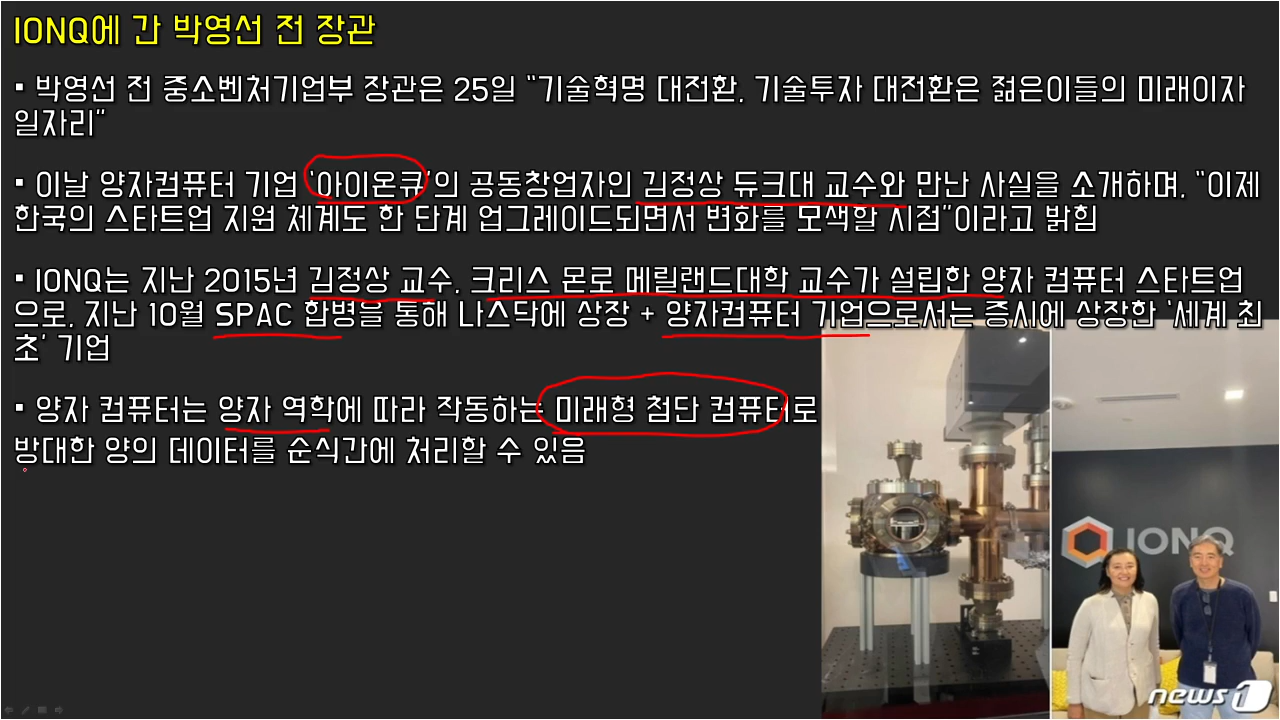 IONQ에 간 박영선 전 장관
▪ 박영선 전 중소벤처기업부 장관은 25일 “기술혁명 대전환, 기술투자 대전환은 젊은이들의 미래이자
일자리”
▪ 이날 양자컴퓨터 기업 ‘아이온큐’의 공동창업자인 김정상 듀크대 교수와 만난 사실을 소개하며, “이제
한국의 스타트업 지원 체계도 한 단계 업그레이드되면서 변화를 모색할 시점”이라고 밝힘
▪ IONQ는 지난 2015년 김정상 교수, 크리스 몬로 메릴랜드대학 교수가 설립한 양자 컴퓨터 스타트업
으로, 지난 10월 SPAC 합병을 통해 나스닥에 상장 + 양자컴퓨터 기업으로서는 증시에 상장한 ‘세계 최
초’ 기업
▪ 양자 컴퓨터는 양자 역학에 따라 작동하는 미래형 첨단 컴퓨터로
방대한 양의 데이터를 순식간에 처리할 수 있음
IONQ
news1